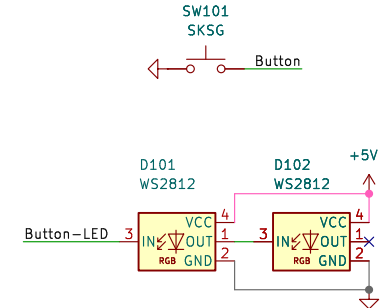 SW101
SKSG
Button
D101
WS2812
D102
WS2812
+5V
Button-LED
3
IN
VCC
4
OUT
1
GND
2
RGB
3
IN
VCC
4
OUT
1
GND
2
RGB